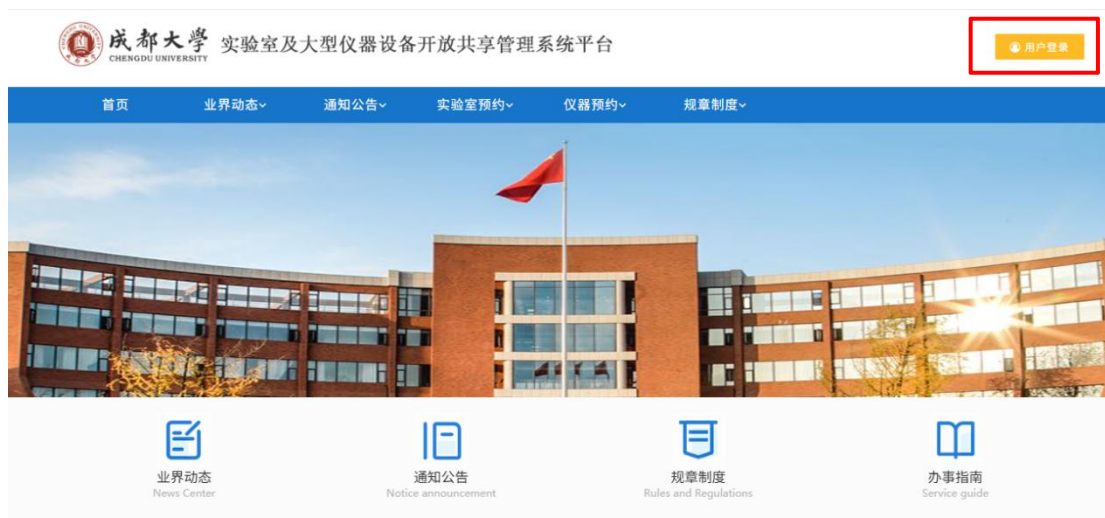 成都大学 实验室及大型仪器设备开放共享管理系统平台
CHENGDU UNIVERSITY
用户登录
首页 业界动态 通知公告 实验室预约 仪器预约 规章制度
业界动态 通知公告 规章制度 办事指南
News Center Notice announcement Rules and Regulations Service guide